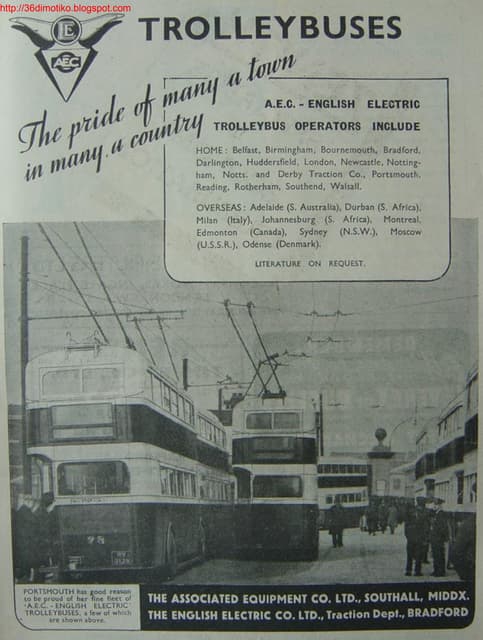 http://36dimotiko.blogspot.com
EE
AEC
TROLLEYBUSES
The pride of many a town
in many a country
A.E.C. - ENGLISH ELECTRIC
TROLLEYBUS OPERATORS INCLUDE
HOME : Belfast, Birmingham, Bournemouth, Bradford,
Darlington, Huddersfield, London, Newcastle, Notting-
ham, Notts. and Derby Traction Co., Portsmouth,
Reading, Rotherham, Southend, Walsall.
OVERSEAS : Adelaide (S. Australia), Durban (S. Africa),
Milan (Italy), Johannesburg (S. Africa), Montreal,
Edmonton (Canada), Sydney (N.S.W.), Moscow
(U.S.S.R.), Odense (Denmark).
LITERATURE ON REQUEST.
PORTSMOUTH has good reason
to be proud of her fine fleet of
'A.E.C. - ENGLISH ELECTRIC'
TROLLEYBUSES, a few of which
are shown above.
THE ASSOCIATED EQUIPMENT CO. LTD., SOUTHALL, MIDDX.
THE ENGLISH ELECTRIC CO. LTD., Traction Dept., BRADFORD